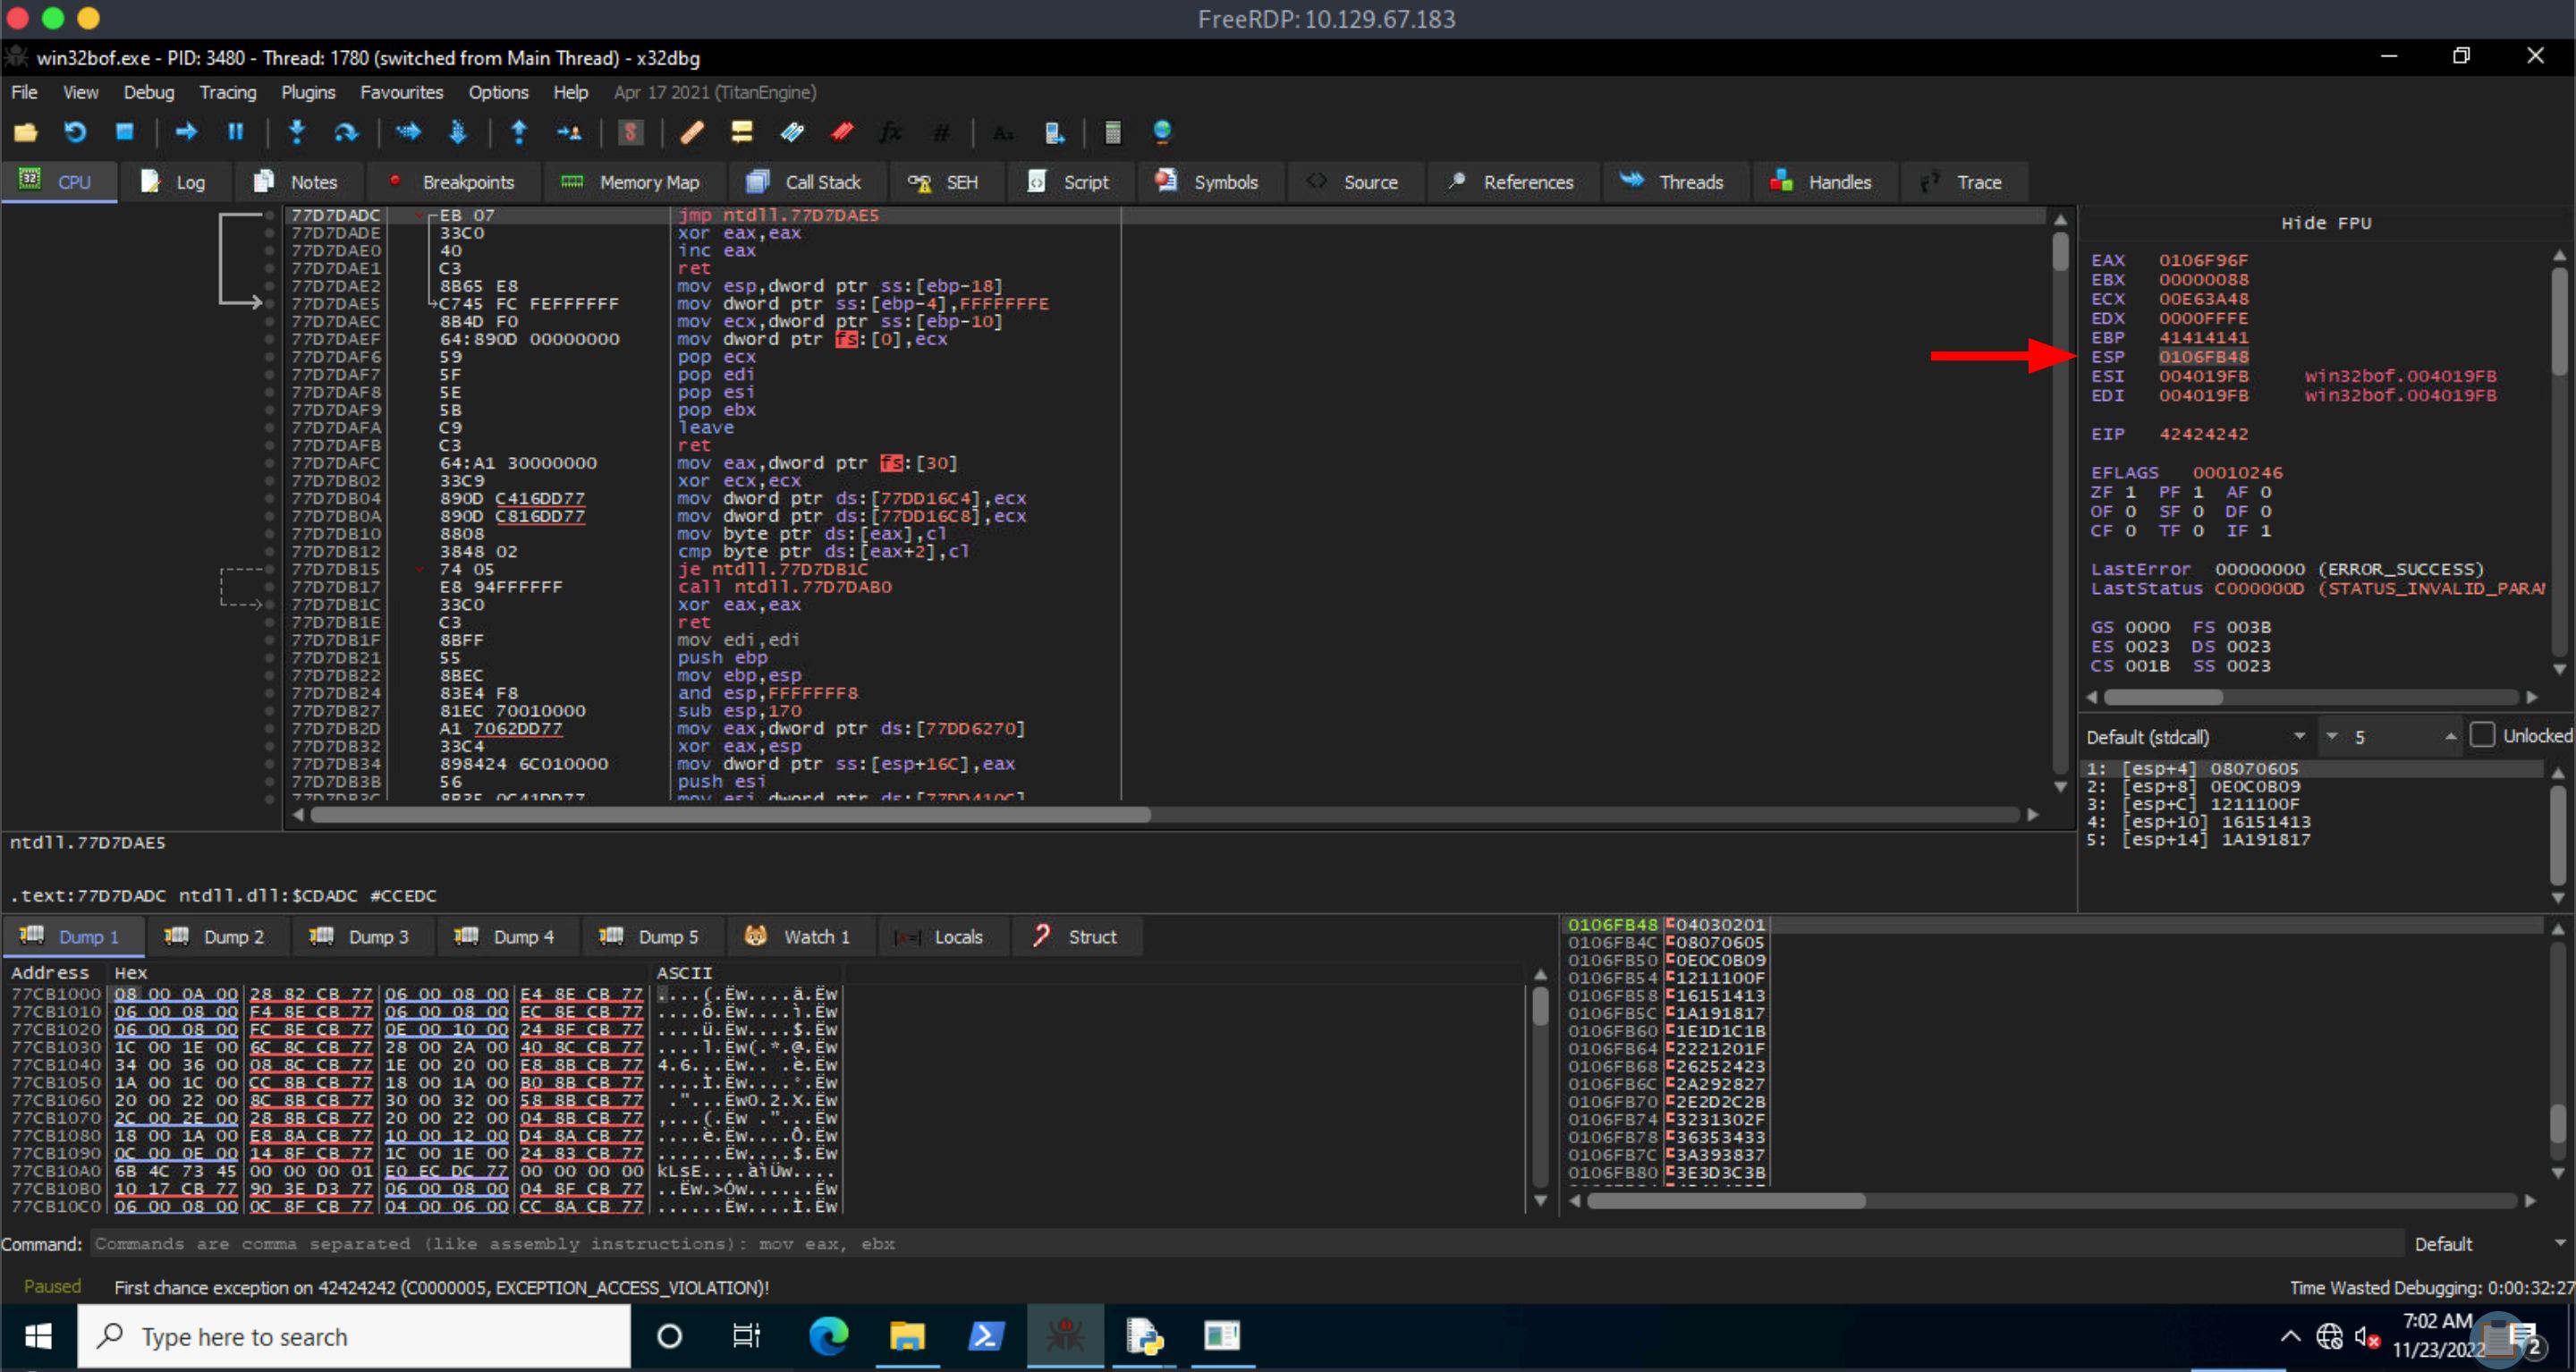 FreeRDP: 10.129.67.183
win32bof.exe - PID: 3480 - Thread: 1780 (switched from Main Thread) - x32dbg
File View Debug Tracing Plugins Favourites Options Help Apr 17 2021 (TitanEngine)
CPU Log Notes Breakpoints Memory Map Call Stack SEH Script Symbols Source References Threads Handles Trace
77D7DADC EB 07 jmp ntdll.77D7DAE5
77D7DADE 33C0 xor eax,eax
77D7DAE0 40 inc eax
77D7DAE1 C3 ret
77D7DAE2 8B65 E8 mov esp,dword ptr ss:[ebp-18]
77D7DAE5 C745 FC FEFFFFFF mov dword ptr ss:[ebp-4],FFFFFFFE
77D7DAEC 8B4D F0 mov ecx,dword ptr ss:[ebp-10]
77D7DAEF 64:890D 00000000 mov dword ptr fs:[0],ecx
77D7DAF6 59 pop ecx
77D7DAF7 5F pop edi
77D7DAF8 5E pop esi
77D7DAF9 5B pop ebx
77D7DAFA C9 leave
77D7DAFB C3 ret
77D7DAFC 64:A1 30000000 mov eax,dword ptr fs:[30]
77D7DB02 33C9 xor ecx,ecx
77D7DB04 890D C416DD77 mov dword ptr ds:[77DD16C4],ecx
77D7DB0A 890D C816DD77 mov dword ptr ds:[77DD16C8],ecx
77D7DB10 8808 mov byte ptr ds:[eax],cl
77D7DB12 3848 02 cmp byte ptr ds:[eax+2],cl
77D7DB15 74 05 je ntdll.77D7DB1C
77D7DB17 E8 94FFFFFF call ntdll.77D7DAB0
77D7DB1C 33C0 xor eax,eax
77D7DB1E C3 ret
77D7DB1F 8BFF mov edi,edi
77D7DB21 55 push ebp
77D7DB22 8BEC mov ebp,esp
77D7DB24 83E4 F8 and esp,FFFFFFF8
77D7DB27 81EC 70010000 sub esp,170
77D7DB2D A1 7062DD77 mov eax,dword ptr ds:[77DD6270]
77D7DB32 33C4 xor eax,esp
77D7DB34 898424 6C010000 mov dword ptr ss:[esp+16C],eax
77D7DB3B 56 push esi
77D7DB3C 8B35 0C41DD77 mov esi,dword ptr ds:[77DD410C]
Hide FPU
EAX 0106F96F
EBX 00000088
ECX 00E63A48
EDX 0000FFFE
EBP 41414141
ESP 0106FB48
ESI 004019FB win32bof.004019FB
EDI 004019FB win32bof.004019FB
EIP 42424242
EFLAGS 00010246
ZF 1 PF 1 AF 0
OF 0 SF 0 DF 0
CF 0 TF 0 IF 1
LastError 00000000 (ERROR_SUCCESS)
LastStatus C000000D (STATUS_INVALID_PARAM
GS 0000 FS 003B
ES 0023 DS 0023
CS 001B SS 0023
Default (stdcall) 5 Unlocked
1: [esp+4] 08070605
2: [esp+8] 0E0C0B09
3: [esp+C] 1211100F
4: [esp+10] 16151413
5: [esp+14] 1A191817
ntdll.77D7DAE5
.text:77D7DADC ntdll.dll:$CDADC #CCEDC
Dump 1 Dump 2 Dump 3 Dump 4 Dump 5 Watch 1 Locals Struct
Address Hex ASCII
77CB1000 08 00 0A 00 28 82 CB 77 06 00 08 00 E4 8E CB 77 ....(.Ëw....ä.Ëw
77CB1010 06 00 08 00 F4 8E CB 77 06 00 08 00 EC 8E CB 77 ....ô.Ëw....ì.Ëw
77CB1020 06 00 08 00 FC 8E CB 77 0E 00 10 00 24 8F CB 77 ....ü.Ëw....$.Ëw
77CB1030 1C 00 1E 00 6C 8C CB 77 28 00 2A 00 40 8C CB 77 ....l.Ëw(.*.@.Ëw
77CB1040 34 00 36 00 08 8C CB 77 1E 00 20 00 E8 8B CB 77 4.6...Ëw.. .è.Ëw
77CB1050 1A 00 1C 00 CC 8B CB 77 18 00 1A 00 B0 8B CB 77 ....Ì.Ëw....°.Ëw
77CB1060 20 00 22 00 8C 8B CB 77 30 00 32 00 58 8B CB 77  ."...Ëw0.2.X.Ëw
77CB1070 2C 00 2E 00 28 8B CB 77 20 00 22 00 04 8B CB 77 ,...(.Ëw ."...Ëw
77CB1080 18 00 1A 00 E8 8A CB 77 10 00 12 00 D4 8A CB 77 ....è.Ëw....Ô.Ëw
77CB1090 0C 00 0E 00 14 8F CB 77 1C 00 1E 00 24 83 CB 77 ......Ëw....$.Ëw
77CB10A0 6B 4C 73 45 00 00 00 01 E0 EC DC 77 00 00 00 00 kLsE....àìÜw....
77CB10B0 10 17 CB 77 90 3E D3 77 06 00 08 00 04 8F CB 77 ..Ëw.>Ów......Ëw
77CB10C0 06 00 08 00 0C 8F CB 77 04 00 06 00 CC 8A CB 77 ......Ëw....Ì.Ëw
0106FB48 04030201
0106FB4C 08070605
0106FB50 0E0C0B09
0106FB54 1211100F
0106FB58 16151413
0106FB5C 1A191817
0106FB60 1E1D1C1B
0106FB64 2221201F
0106FB68 26252423
0106FB6C 2A292827
0106FB70 2E2D2C2B
0106FB74 3231302F
0106FB78 36353433
0106FB7C 3A393837
0106FB80 3E3D3C3B
Command: Commands are comma separated (like assembly instructions): mov eax, ebx Default
Paused First chance exception on 42424242 (C0000005, EXCEPTION_ACCESS_VIOLATION)! Time Wasted Debugging: 0:00:32:27
Type here to search
7:02 AM
11/23/2022
2